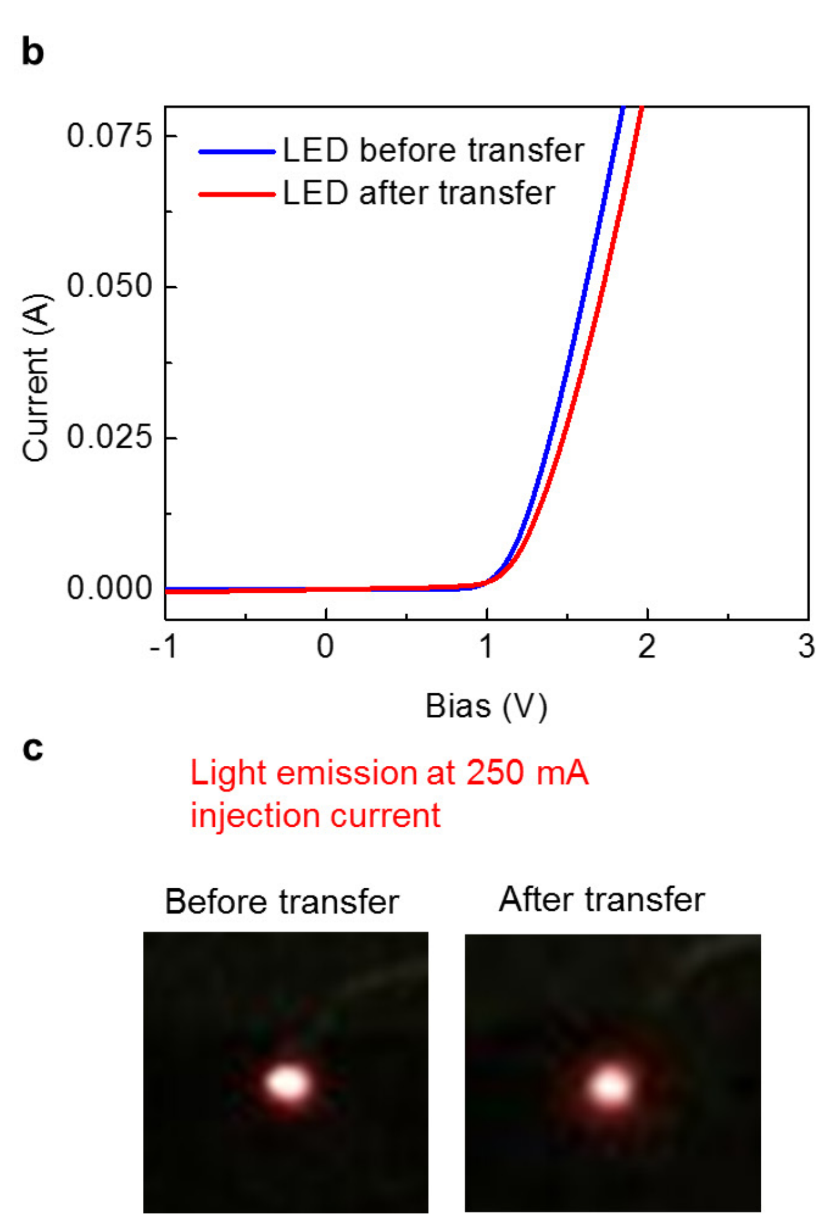 b
0.075
LED before transfer
LED after transfer
0.050
Current (A)
0.025
0.000
-1 0 1 2 3
Bias (V)
c
Light emission at 250 mA
injection current
Before transfer
After transfer